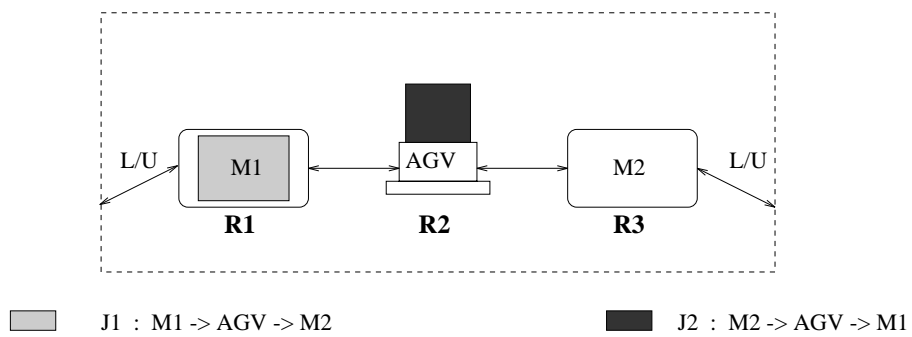 L/U M1 AGV M2 L/U
R1 R2 R3
J1 : M1 -> AGV -> M2
J2 : M2 -> AGV -> M1